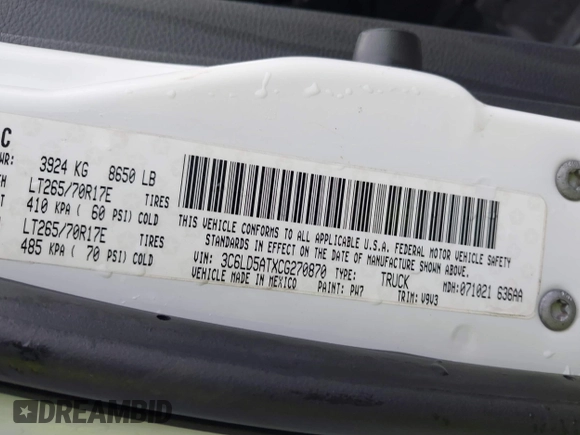 C
WR: 3924 KG 8650 LB
TH LT265/70R17E TIRES
T 410 KPA ( 60 PSI) COLD
LT265/70R17E TIRES
485 KPA ( 70 PSI) COLD
THIS VEHICLE CONFORMS TO ALL APPLICABLE U.S.A. FEDERAL MOTOR VEHICLE SAFETY
STANDARDS IN EFFECT ON THE DATE OF MANUFACTURE SHOWN ABOVE.
VIN: 3C6LD5ATXCG270870 TYPE: TRUCK MDH: 071021 636AA
VEHICLE MADE IN MEXICO PAINT: PW7 TRIM: V9V3
DREAMBID